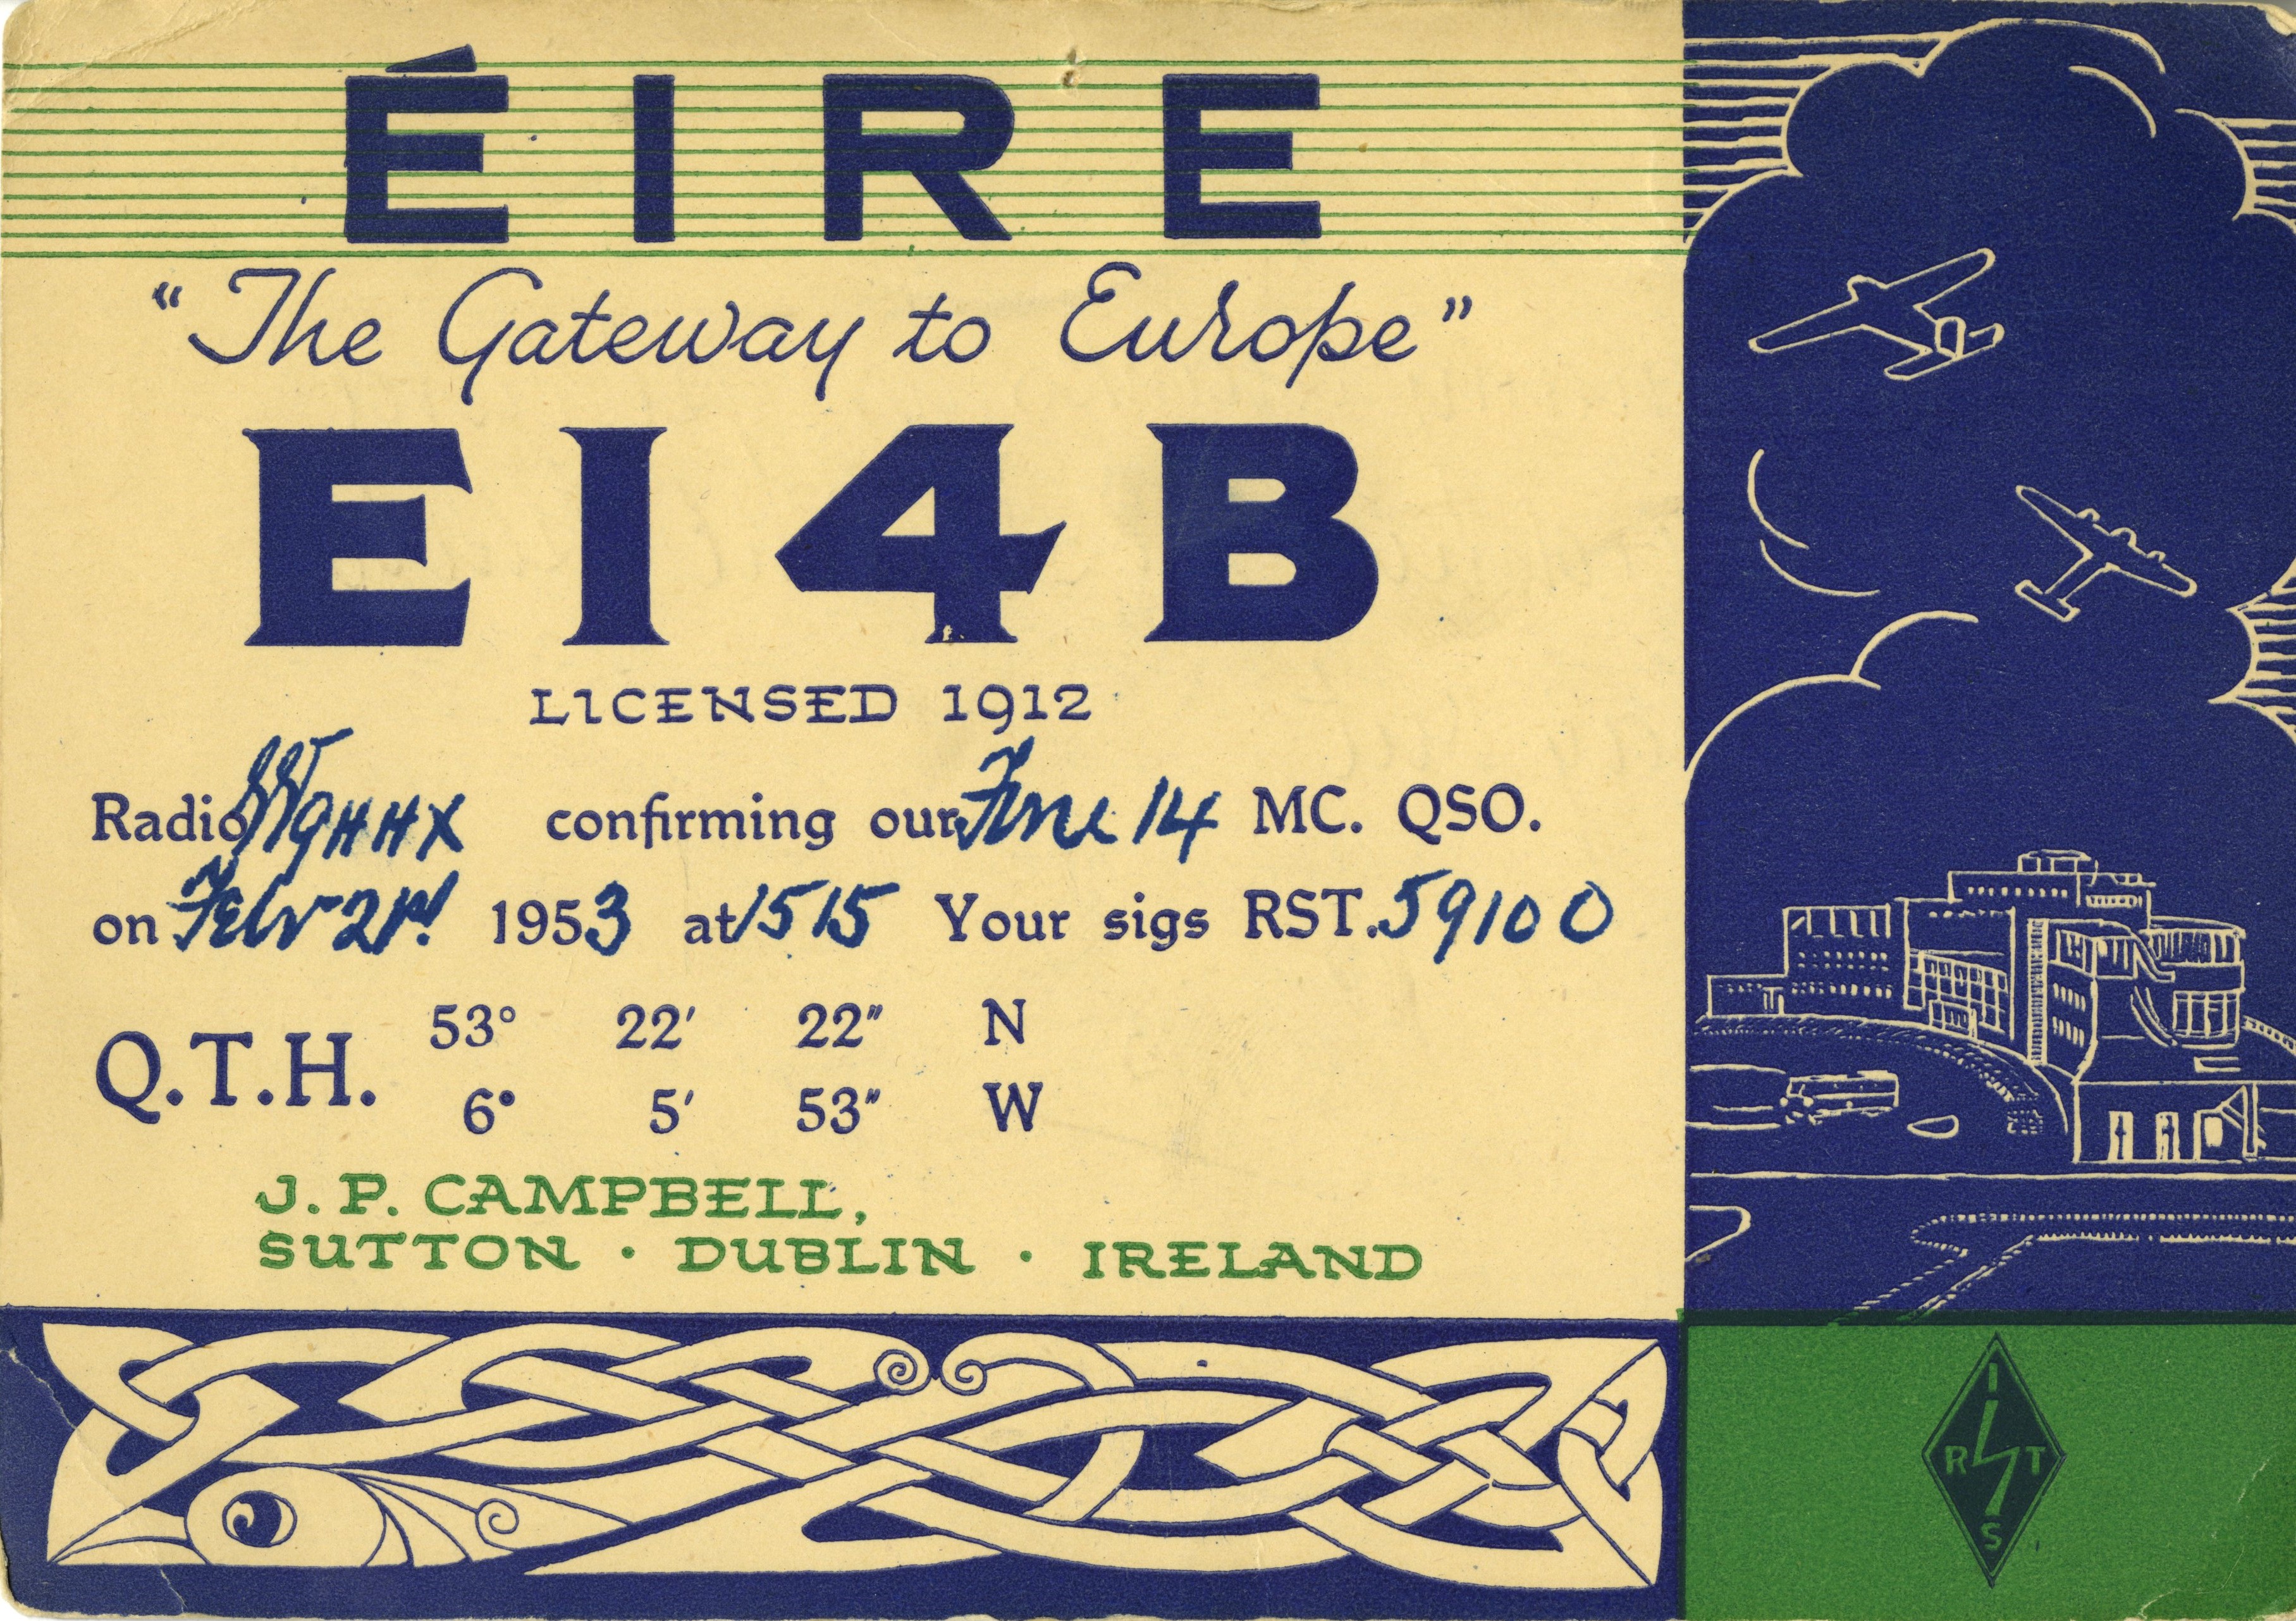 ÉIRE
“The Gateway to Europe”
EI4B
LICENSED 1912
Radio W9HHX confirming our Fone 14 MC. QSO.
on Feb 21st 1953 at 1515 Your sigs RST. 59100
Q.T.H. 53° 22′ 22″ N
6° 5′ 53″ W
J. P. CAMPBELL,
SUTTON · DUBLIN · IRELAND
I
R T
S